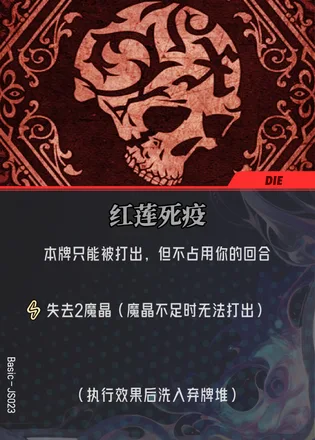 DIE
红莲死疫
本牌只能被打出，但不占用你的回合
失去2魔晶（魔晶不足时无法打出）
（执行效果后洗入弃牌堆）
Basic-JS023